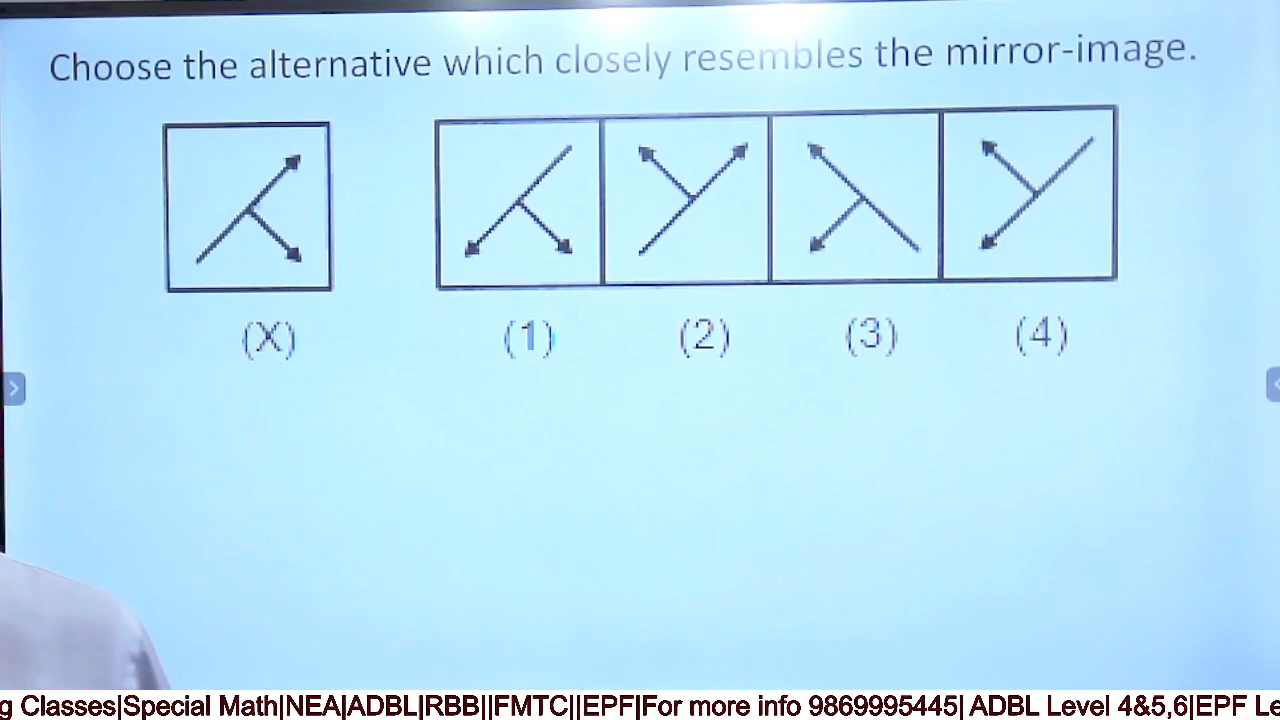 Choose the alternative which closely resembles the mirror-image.
(X) (1) (2) (3) (4)
g Classes|Special Math|NEA|ADBL|RBB||FMTC||EPF|For more info 9869995445| ADBL Level 4&5,6|EPF Le